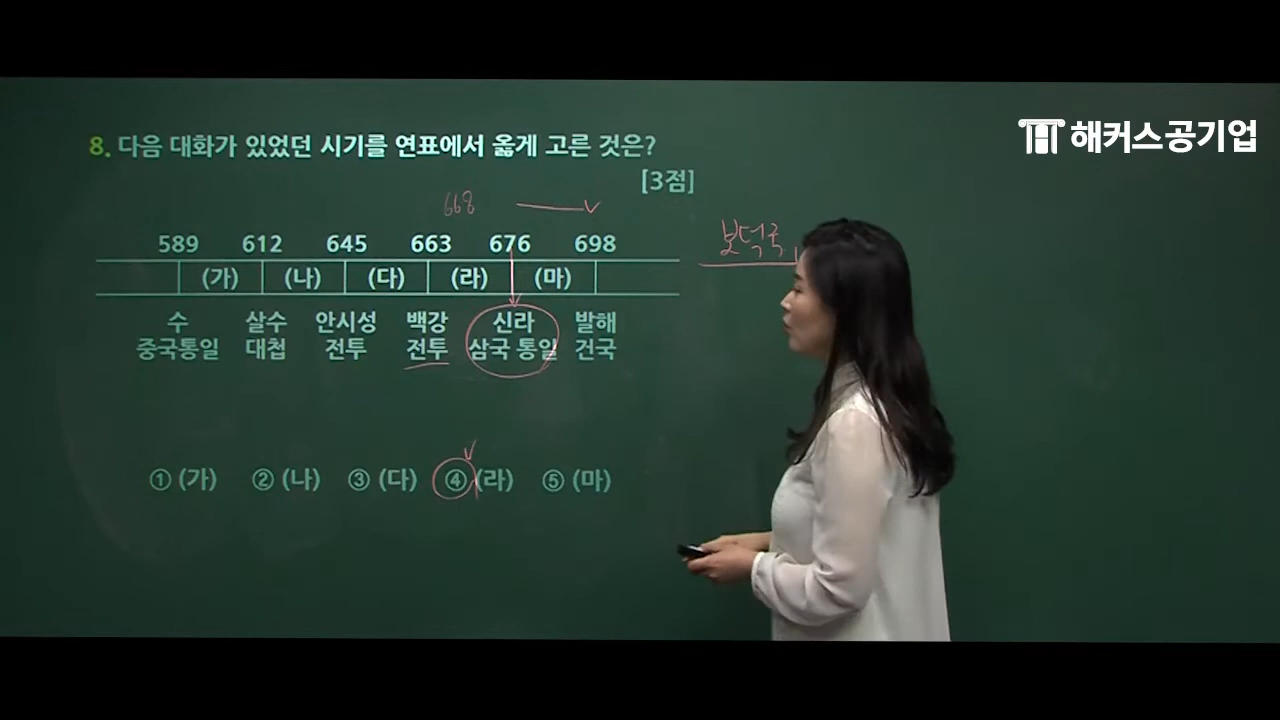 해커스공기업
8. 다음 대화가 있었던 시기를 연표에서 옳게 고른 것은?
[3점]
668
보덕국
589 612 645 663 676 698
(가) (나) (다) (라) (마)
수 살수 안시성 백강 신라 발해
중국통일 대첩 전투 전투 삼국 통일 건국
① (가) ② (나) ③ (다) ④ (라) ⑤ (마)